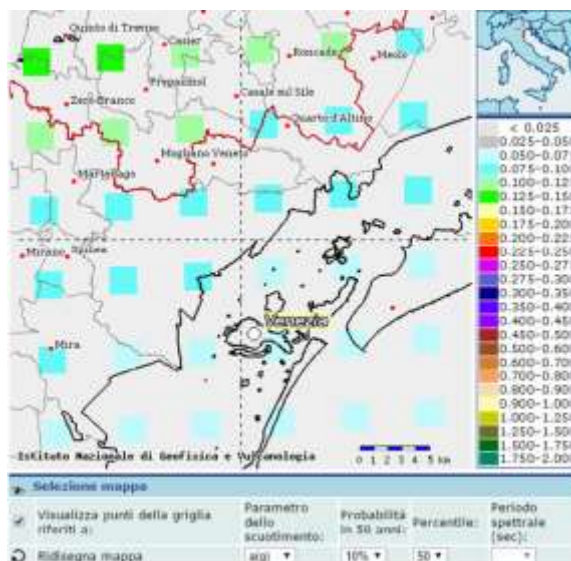 Quinto di Treviso
Casier
Roncade
Meolo
Preganziol
Zero Branco
Casale sul Sile
Quarto d'Altino
Mogliano Veneto
Martellago
Mirano
Spinea
Venezia
Mira
Istituto Nazionale di Geofisica e Vulcanologia
0 1 2 3 4 5 km
< 0.025
0.025-0.050
0.050-0.075
0.075-0.100
0.100-0.125
0.125-0.150
0.150-0.175
0.175-0.200
0.200-0.225
0.225-0.250
0.250-0.275
0.275-0.300
0.300-0.350
0.350-0.400
0.400-0.450
0.450-0.500
0.500-0.600
0.600-0.700
0.700-0.800
0.800-0.900
0.900-1.000
1.000-1.250
1.250-1.500
1.500-1.750
1.750-2.000
Selezione mappa
Visualizza punti della griglia
riferiti a:
Parametro
dello
scuotimento:
Probabilità
in 50 anni:
Percentile:
Periodo
spettrale
(sec):
Ridisegna mappa
a(g)
10%
50